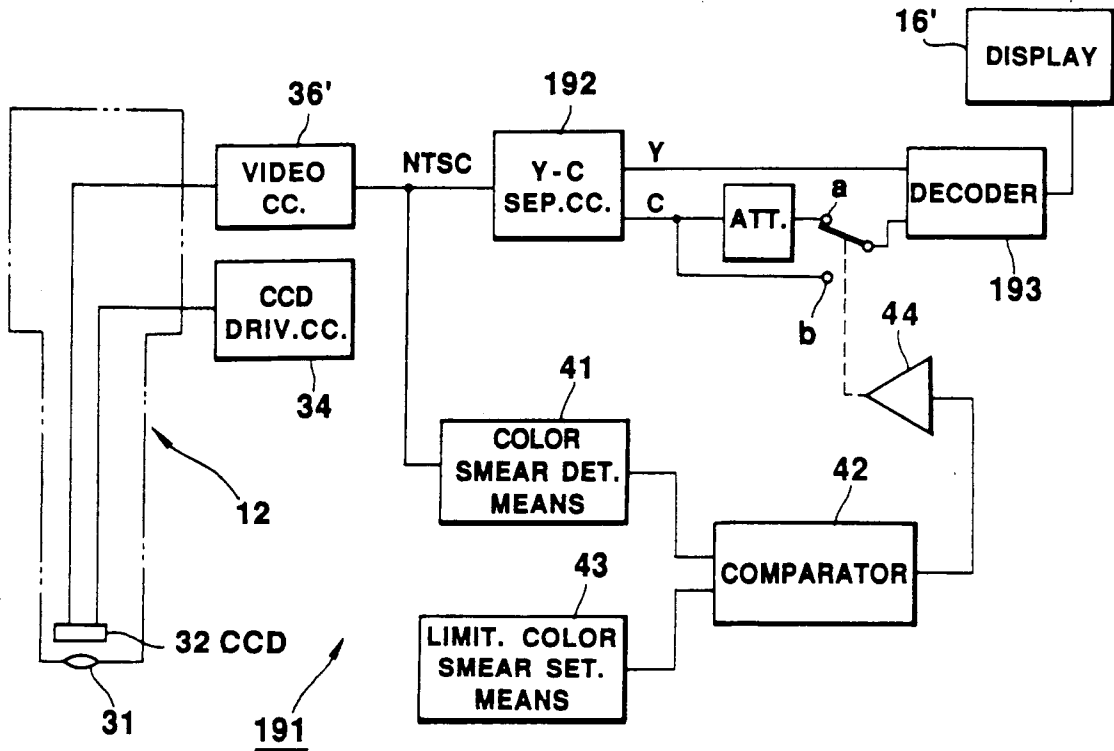 16'
DISPLAY
36'
192
VIDEO
CC.
NTSC
Y-C
SEP.CC.
Y
C
ATT.
a
b
DECODER
193
CCD
DRIV.CC.
34
44
12
41
COLOR
SMEAR DET.
MEANS
42
COMPARATOR
43
LIMIT. COLOR
SMEAR SET.
MEANS
32 CCD
31
191